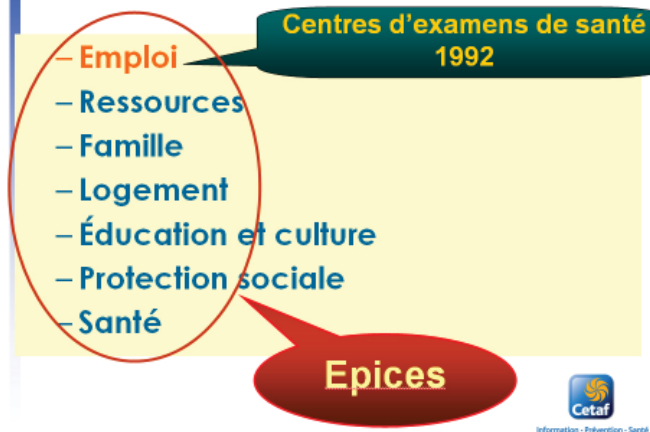 Centres d'examens de santé
1992
– Emploi
– Ressources
– Famille
– Logement
– Éducation et culture
– Protection sociale
– Santé
Epices
Cetaf
Information - Prévention - Santé